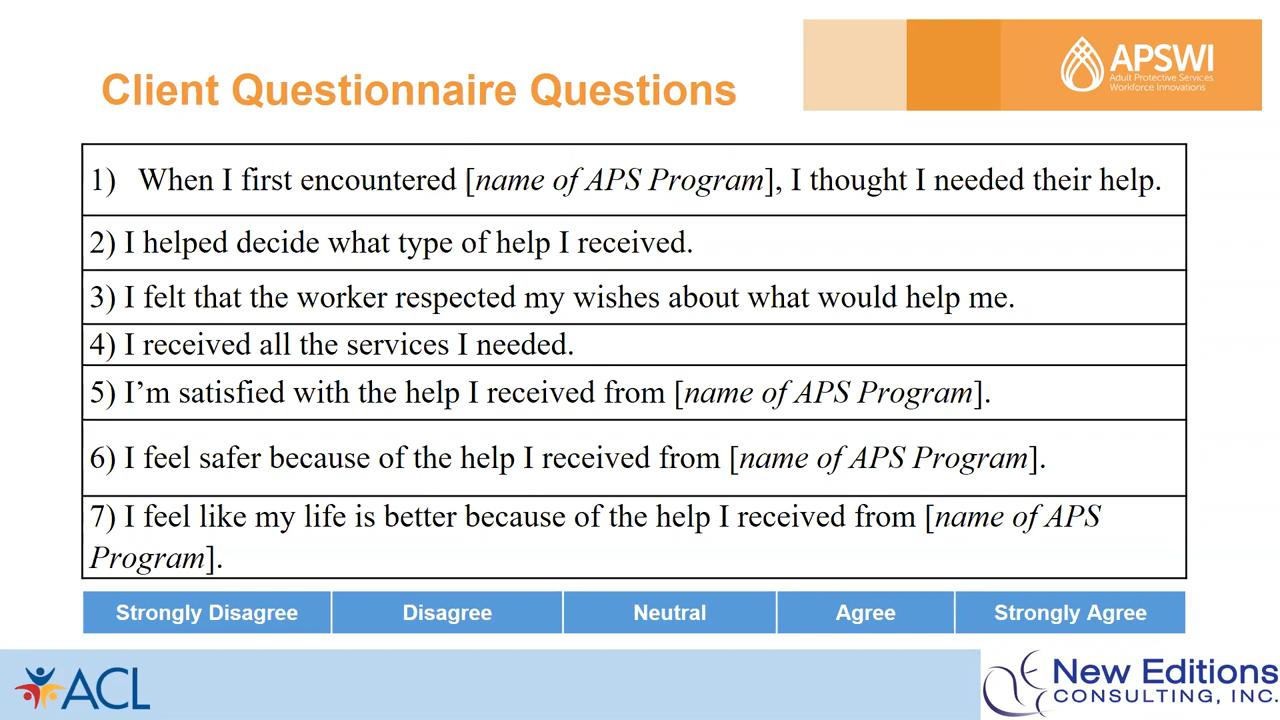 APSWI
Adult Protective Services
Workforce Innovations
Client Questionnaire Questions
1) When I first encountered [name of APS Program], I thought I needed their help.
2) I helped decide what type of help I received.
3) I felt that the worker respected my wishes about what would help me.
4) I received all the services I needed.
5) I’m satisfied with the help I received from [name of APS Program].
6) I feel safer because of the help I received from [name of APS Program].
7) I feel like my life is better because of the help I received from [name of APS
Program].
Strongly Disagree Disagree Neutral Agree Strongly Agree
ACL
New Editions
CONSULTING, INC.